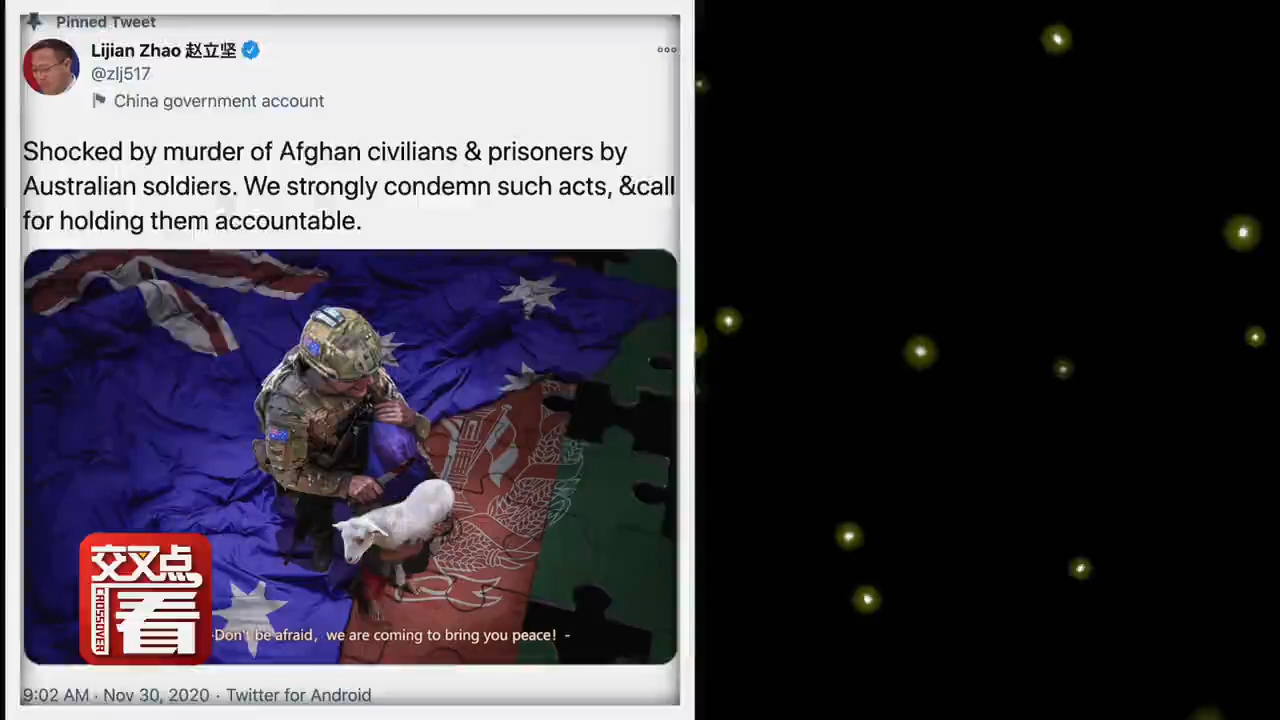 Pinned Tweet
Lijian Zhao 赵立坚
@zlj517
China government account
Shocked by murder of Afghan civilians & prisoners by
Australian soldiers. We strongly condemn such acts, &call
for holding them accountable.
交叉点
CROSSOVER
看
-Don't be afraid, we are coming to bring you peace! -
9:02 AM · Nov 30, 2020 · Twitter for Android